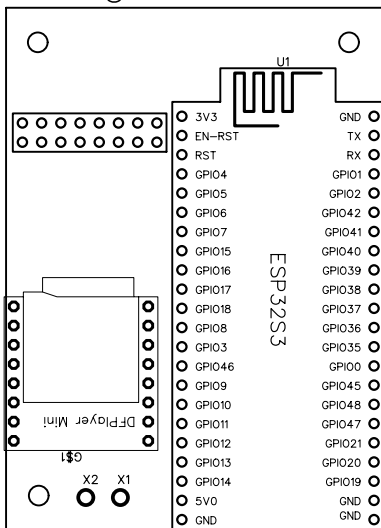 U1
3V3 GND
EN-RST TX
RST RX
GPIO4 GPIO1
GPIO5 GPIO2
GPIO6 GPIO42
GPIO7 GPIO41
GPIO15 GPIO40
GPIO16 GPIO39
GPIO17 GPIO38
GPIO18 GPIO37
GPIO8 GPIO36
GPIO3 GPIO35
GPIO46 GPIO0
GPIO9 GPIO45
GPIO10 GPIO48
GPIO11 GPIO47
GPIO12 GPIO21
GPIO13 GPIO20
GPIO14 GPIO19
5V0 GND
GND GND
ESP32S3
DFPlayer Mini
G$1
X2 X1